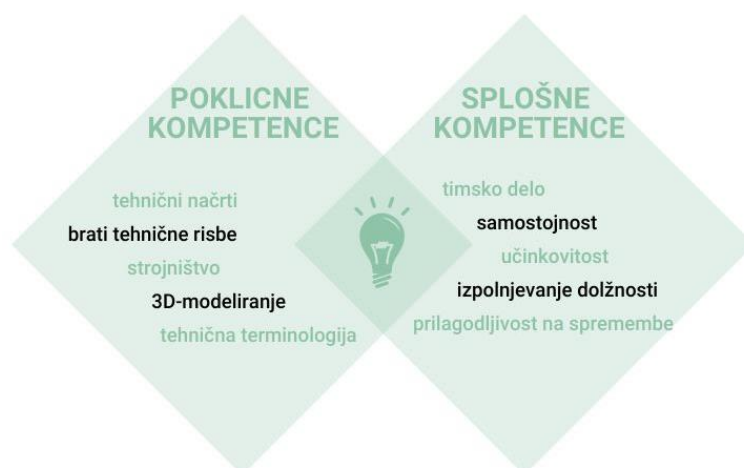 POKLICNE
KOMPETENCE
tehnični načrti
brati tehnične risbe
strojništvo
3D-modeliranje
tehnična terminologija
SPLOŠNE
KOMPETENCE
timsko delo
samostojnost
učinkovitost
izpolnjevanje dolžnosti
prilagodljivost na spremembe